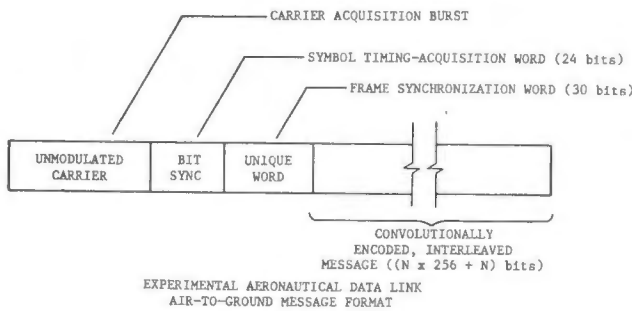 CARRIER ACQUISITION BURST
SYMBOL TIMING-ACQUISITION WORD (24 bits)
FRAME SYNCHRONIZATION WORD (30 bits)
UNMODULATED
CARRIER
BIT
SYNC
UNIQUE
WORD
CONVOLUTIONALLY
ENCODED, INTERLEAVED
MESSAGE ((N x 256 + N) bits)
EXPERIMENTAL AERONAUTICAL DATA LINK
AIR-TO-GROUND MESSAGE FORMAT